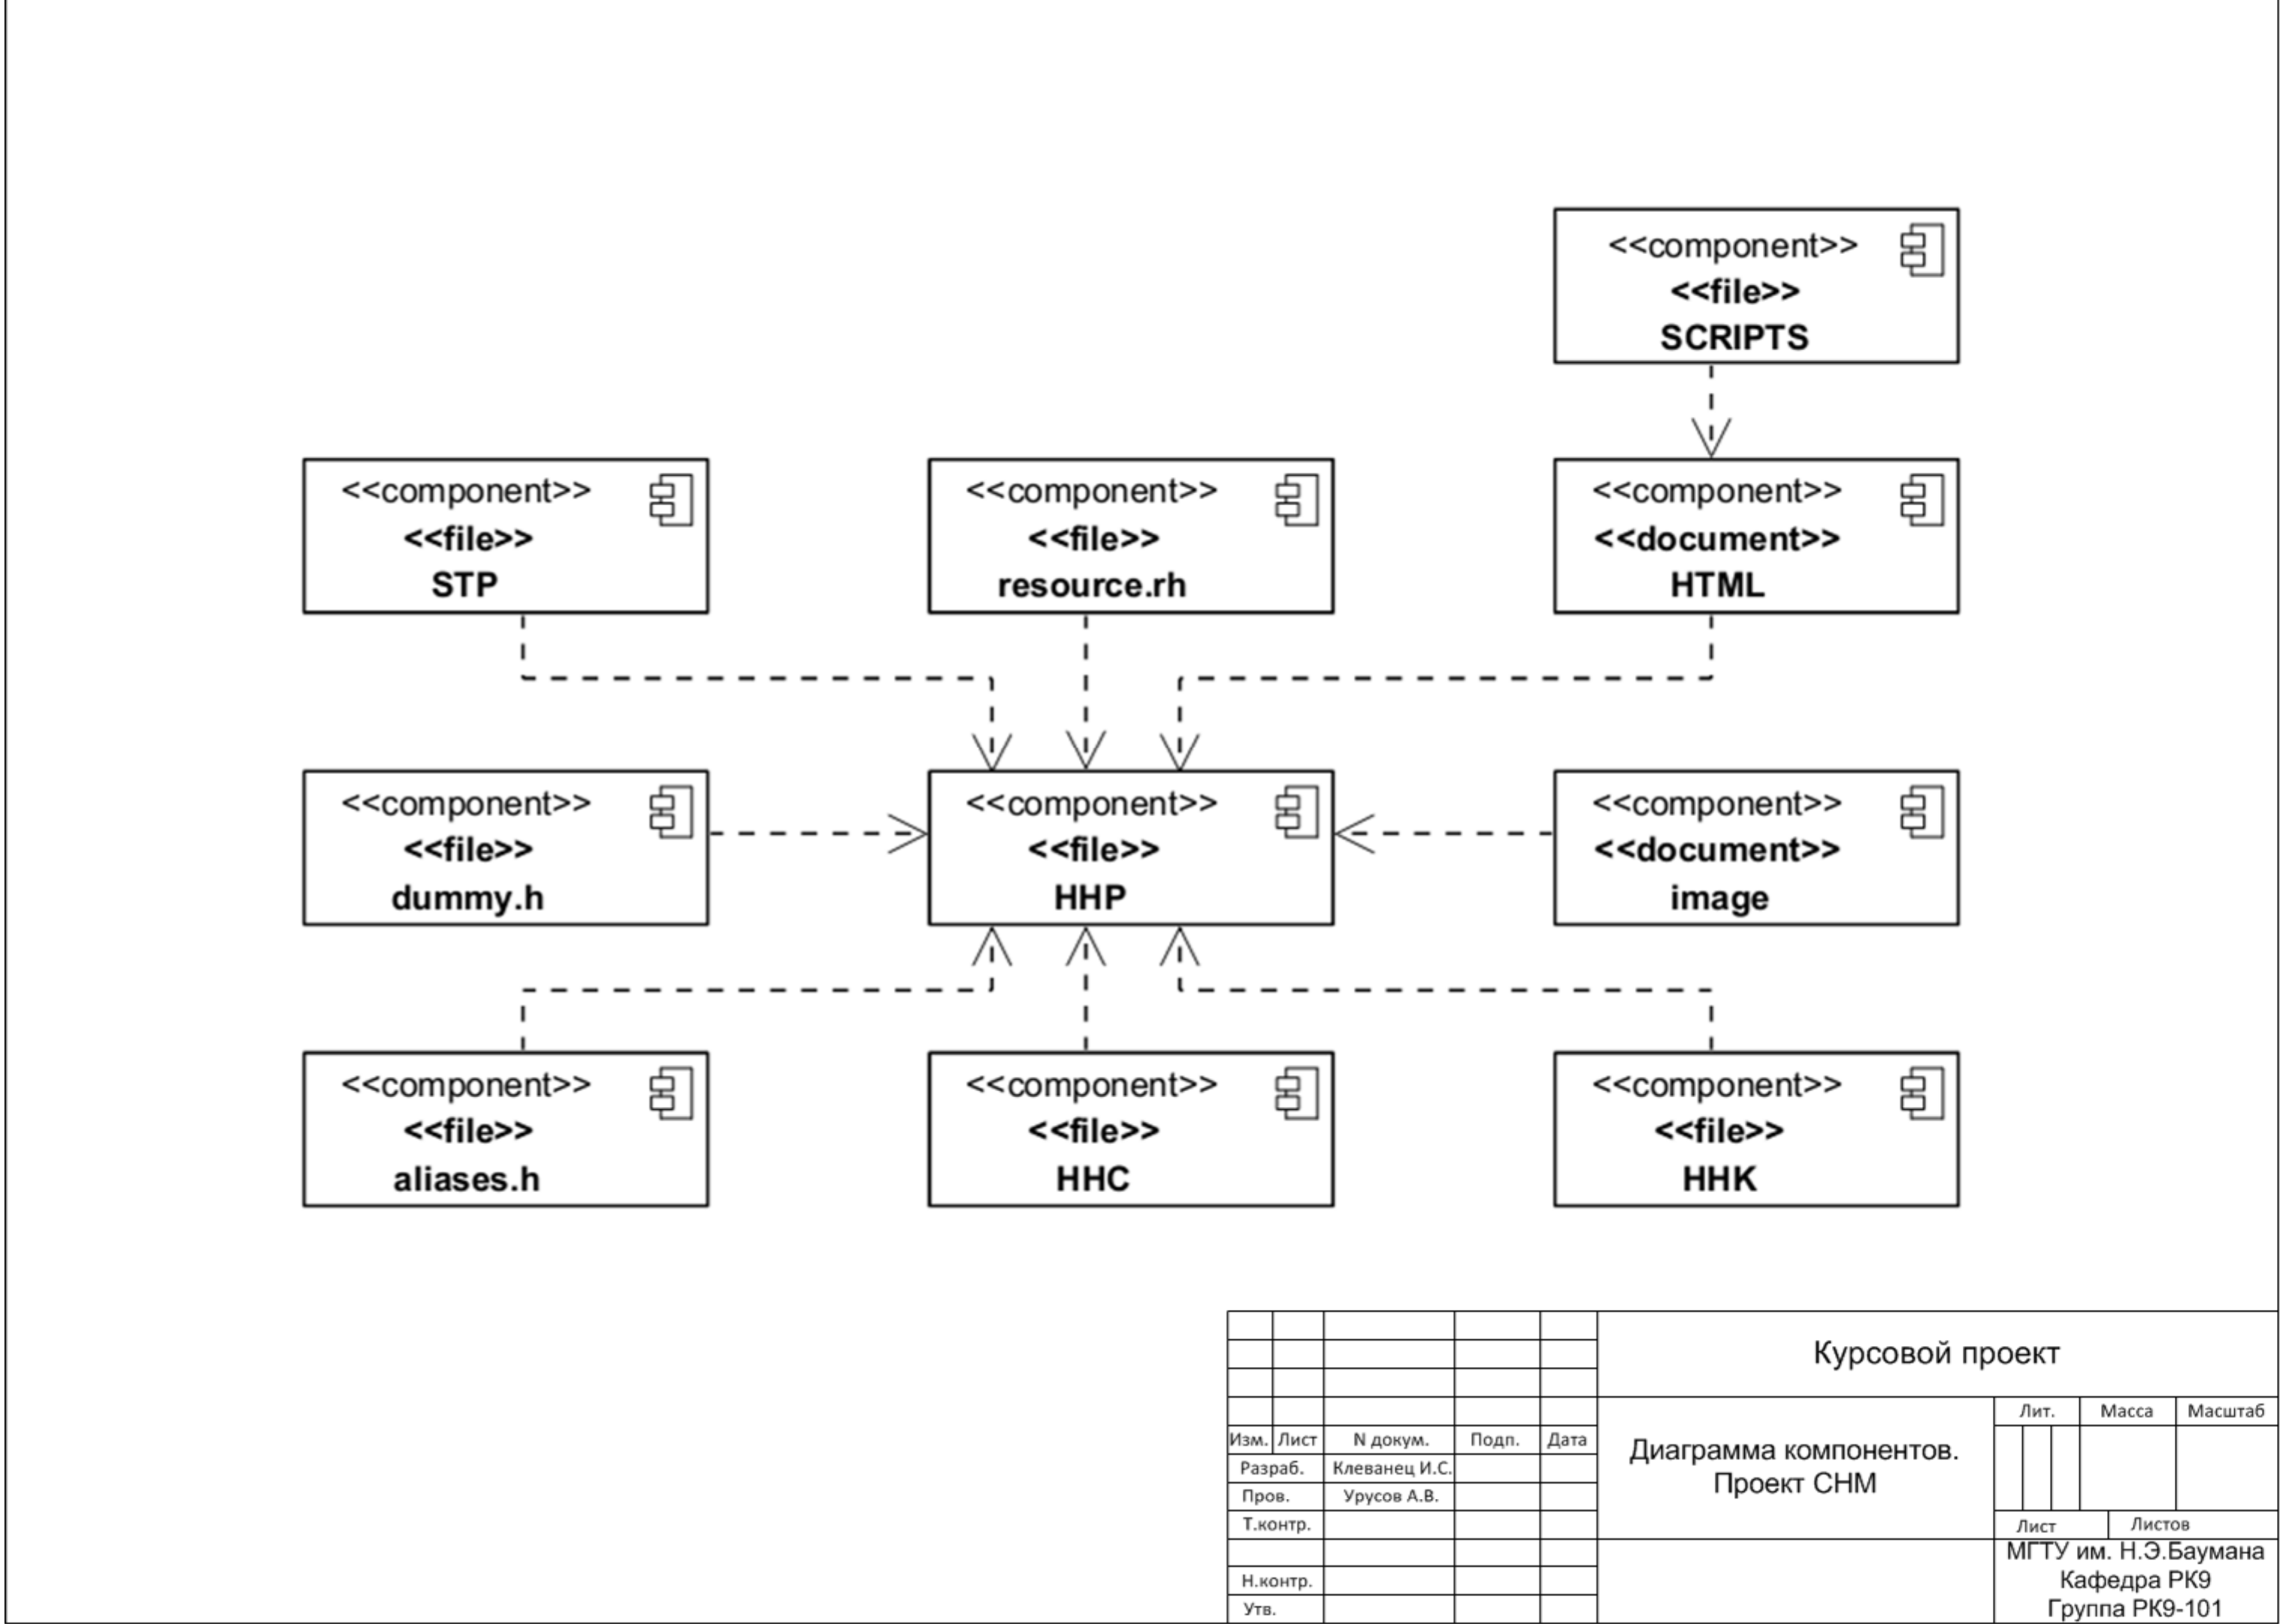 <<component>>
<<file>>
SCRIPTS
<<component>>
<<file>>
STP
<<component>>
<<file>>
resource.rh
<<component>>
<<document>>
HTML
<<component>>
<<file>>
dummy.h
<<component>>
<<file>>
HHP
<<component>>
<<document>>
image
<<component>>
<<file>>
aliases.h
<<component>>
<<file>>
HHC
<<component>>
<<file>>
HHK
Курсовой проект
Изм. Лист N докум. Подп. Дата
Разраб. Клеванец И.С.
Пров. Урусов А.В.
Т.контр.
Н.контр.
Утв.
Диаграмма компонентов.
Проект CHM
Лит. Масса Масштаб
Лист Листов
МГТУ им. Н.Э.Баумана
Кафедра РК9
Группа РК9-101